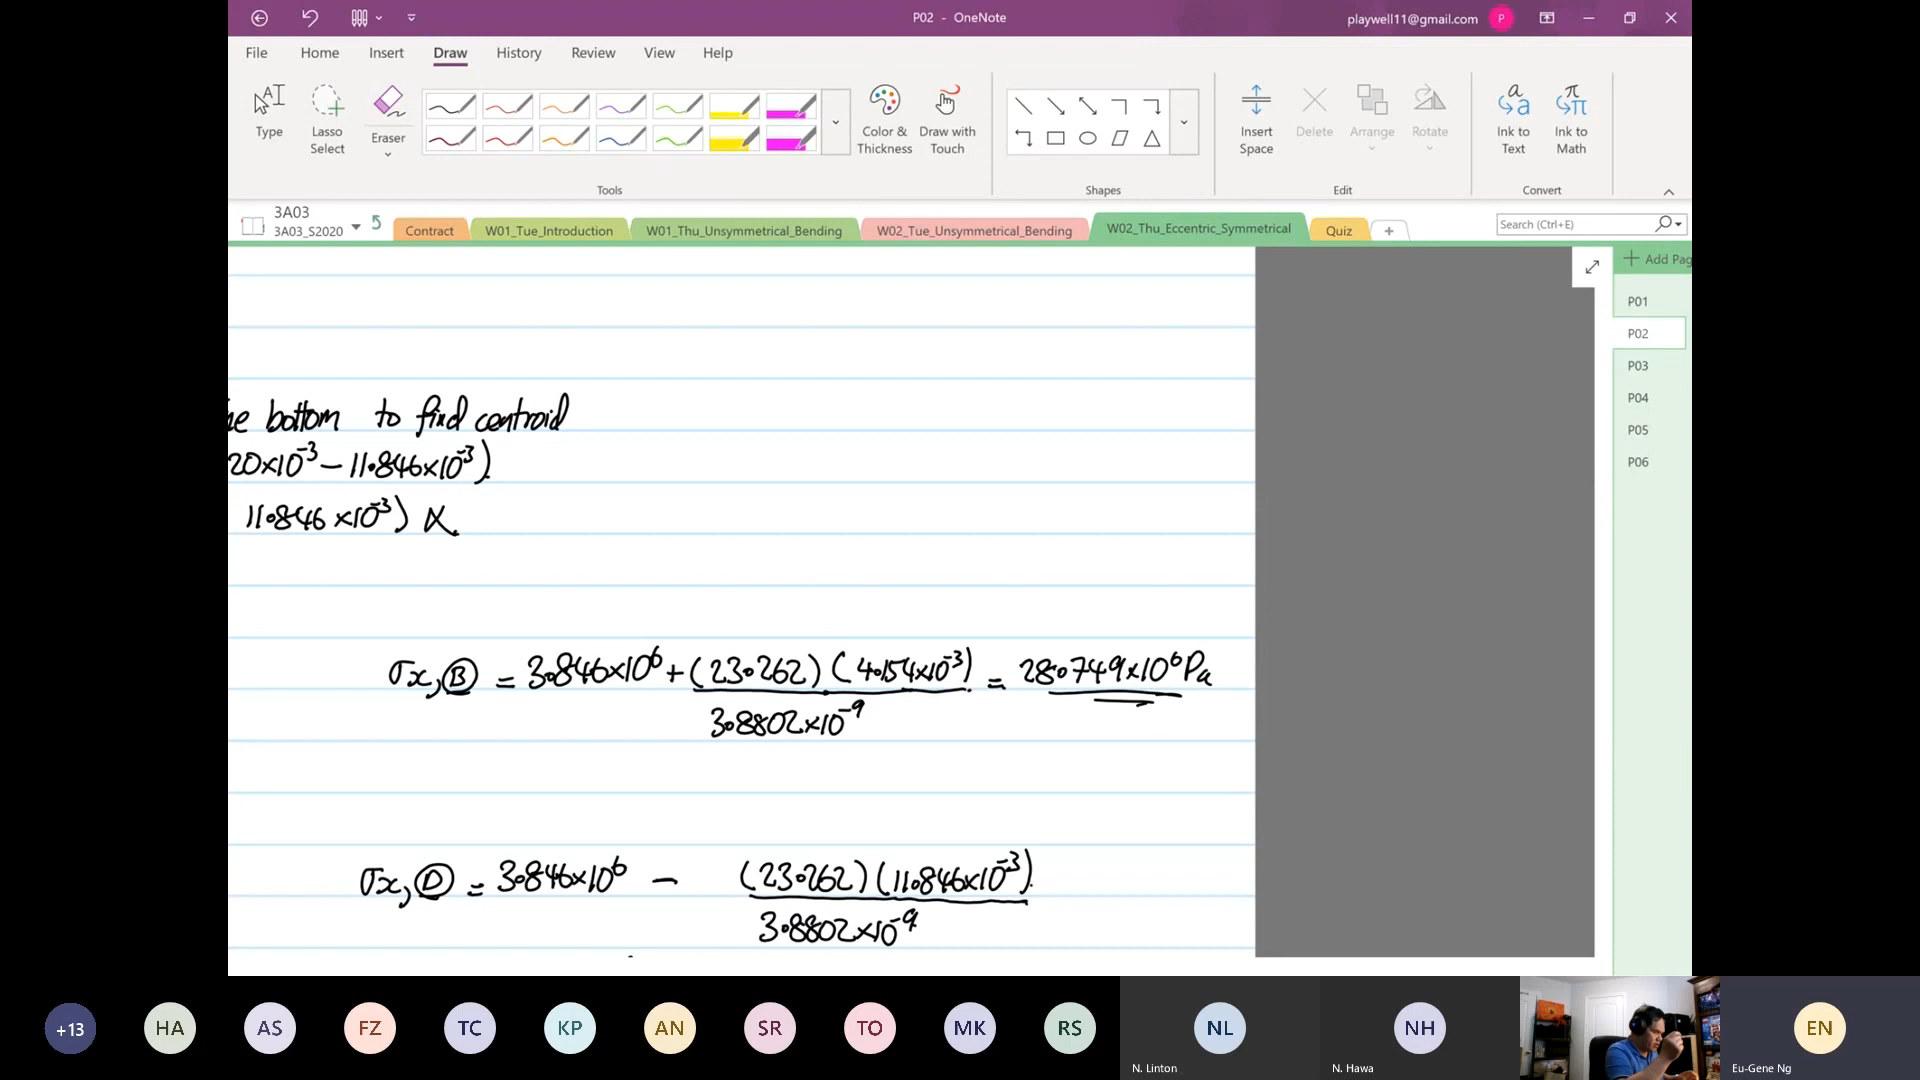 P02 - OneNote
playwell11@gmail.com
P
File Home Insert Draw History Review View Help
Type
Lasso Select
Eraser
Color & Thickness
Draw with Touch
Insert Space
Delete
Arrange
Rotate
Ink to Text
Ink to Math
Tools
Shapes
Edit
Convert
3A03
3A03_S2020
Contract
W01_Tue_Introduction
W01_Thu_Unsymmetrical_Bending
W02_Tue_Unsymmetrical_Bending
W02_Thu_Eccentric_Symmetrical
Quiz
+
Search (Ctrl+E)
Add Pag
P01
P02
P03
P04
P05
P06
he bottom to find centroid
20×10⁻³ − 11.846×10⁻³).
11.846×10⁻³)
σx,Ⓑ = 3.846×10⁶ + (23.262)(4.154×10⁻³) = 28.749×10⁶ Pa
3.8802×10⁻⁹
σx,Ⓓ = 3.846×10⁶ − (23.262)(11.846×10⁻³)
3.8802×10⁻⁹
+13
HA
AS
FZ
TC
KP
AN
SR
TO
MK
RS
NL
N. Linton
NH
N. Hawa
EN
Eu-Gene Ng